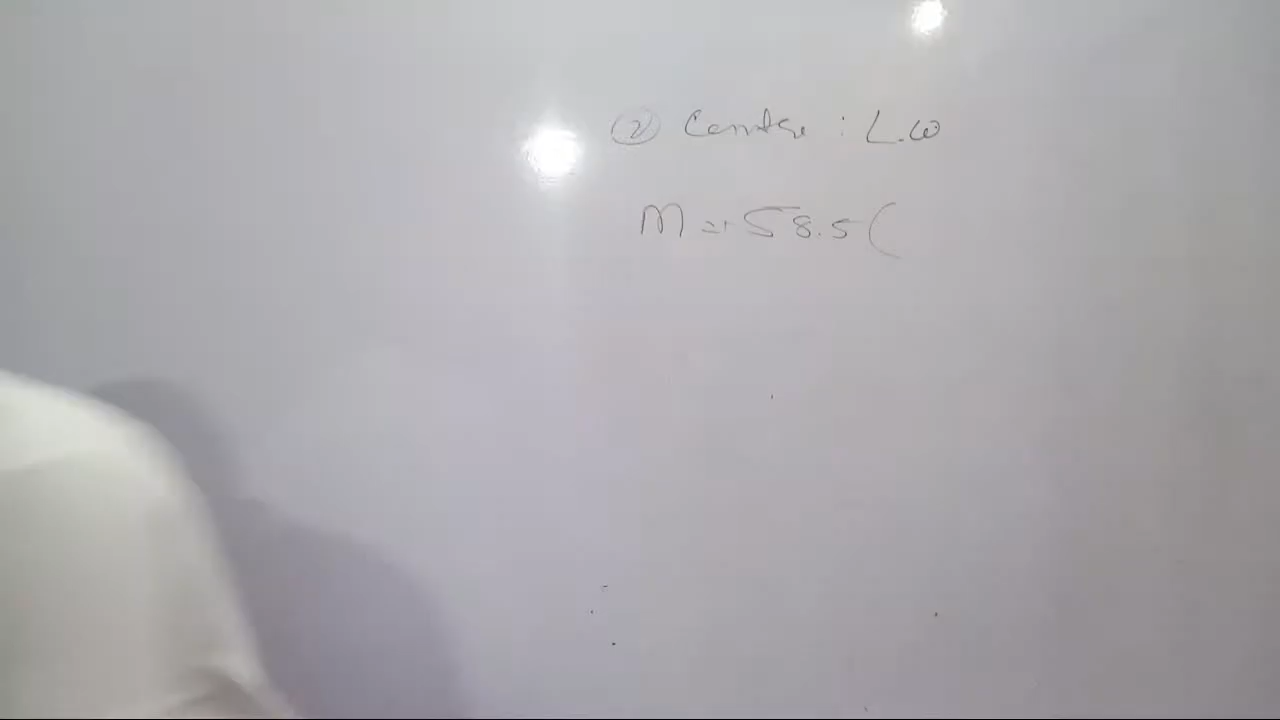 ② Centre : L.W
M = 58.5 (